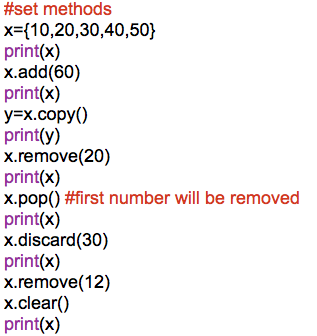 #set methods
x={10,20,30,40,50}
print(x)
x.add(60)
print(x)
y=x.copy()
print(y)
x.remove(20)
print(x)
x.pop() #first number will be removed
print(x)
x.discard(30)
print(x)
x.remove(12)
x.clear()
print(x)